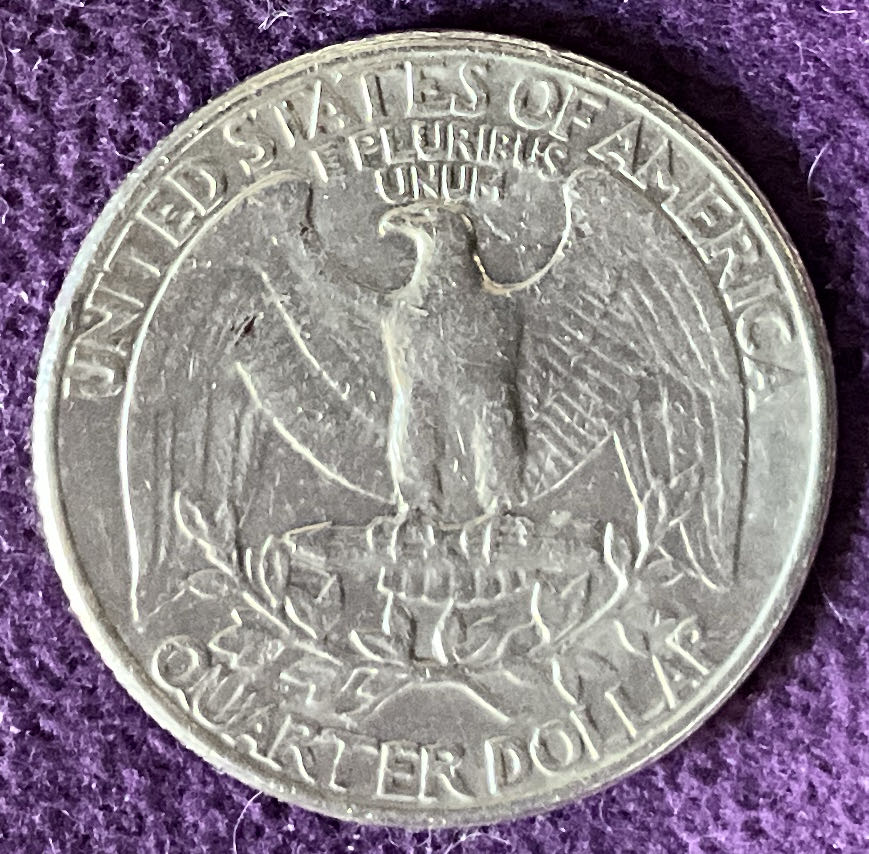 UNITED STATES OF AMERICA
E PLURIBUS
UNUM
QUARTER DOLLAR